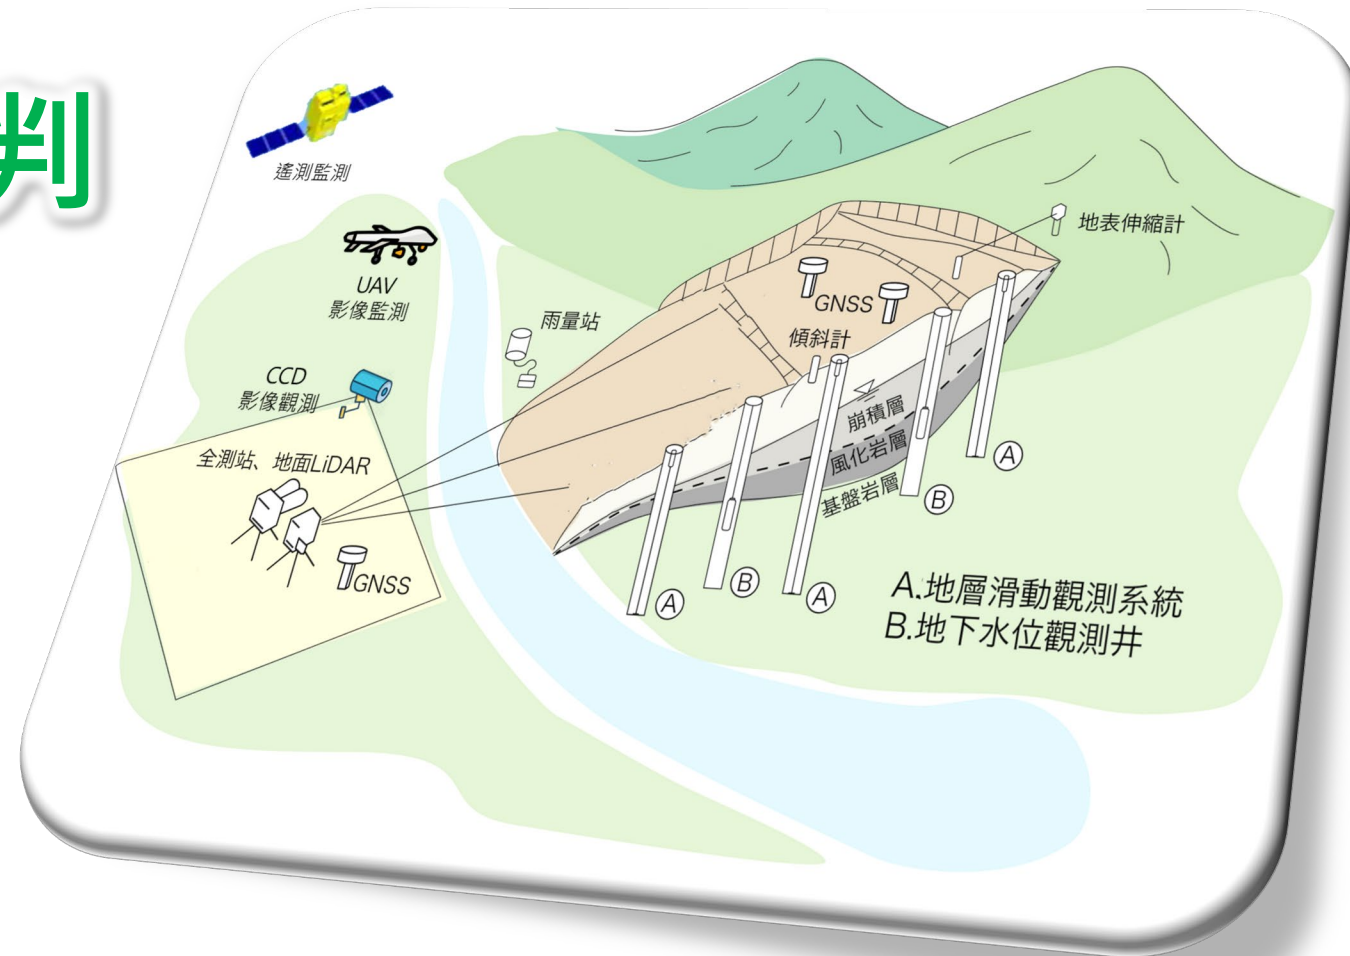 判
遙測監測
UAV
影像監測
CCD
影像觀測
雨量站
全測站、地面LiDAR
GNSS
地表伸縮計
GNSS
傾斜計
崩積層
風化岩層
基盤岩層
A
B
A
B
A
A.地層滑動觀測系統
B.地下水位觀測井